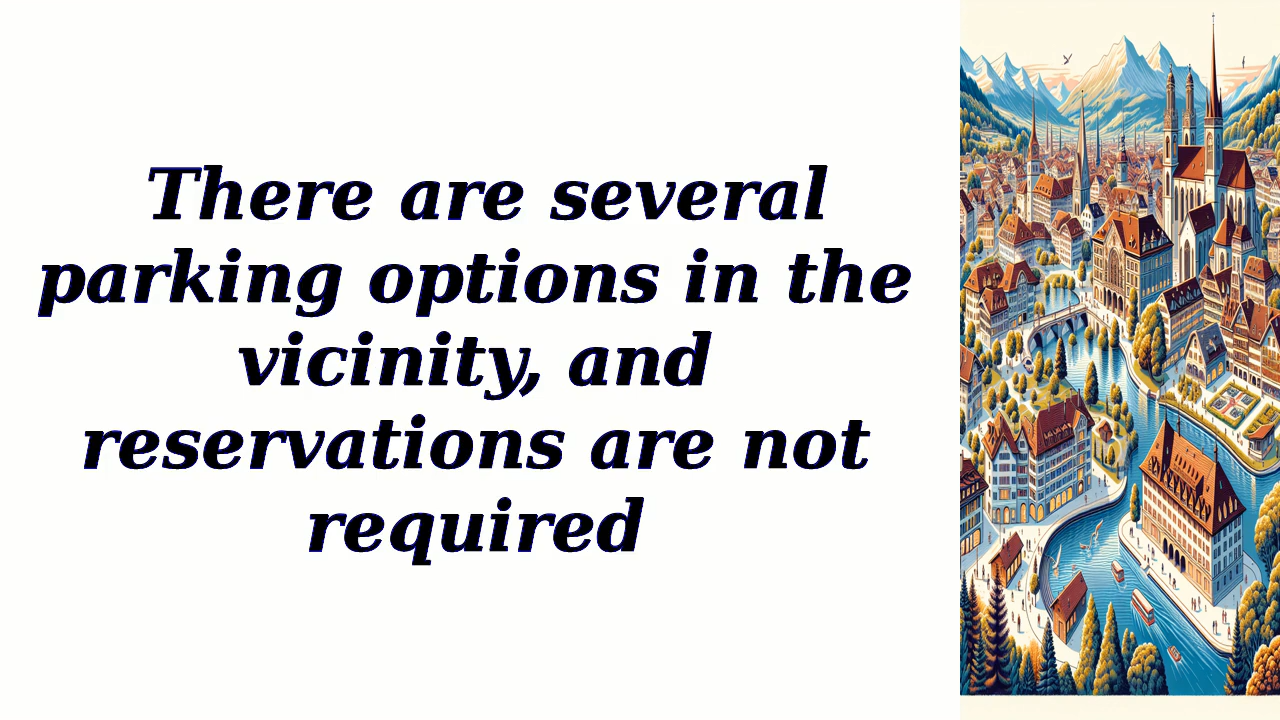 There are several
parking options in the
vicinity, and
reservations are not
required